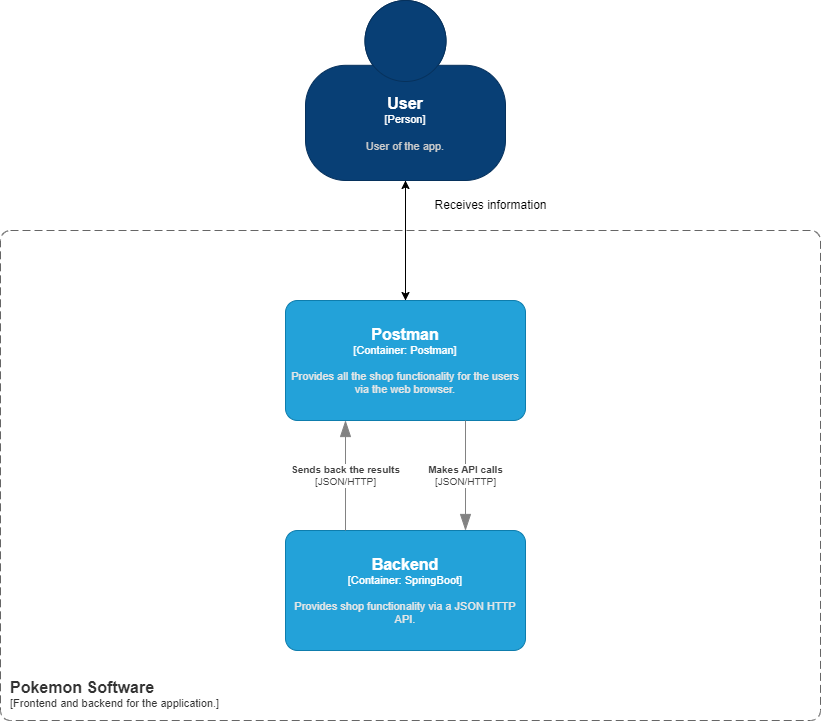 User
[Person]
User of the app.
Receives information
Postman
[Container: Postman]
Provides all the shop functionality for the users
via the web browser.
Sends back the results
[JSON/HTTP]
Makes API calls
[JSON/HTTP]
Backend
[Container: SpringBoot]
Provides shop functionality via a JSON HTTP
API.
Pokemon Software
[Frontend and backend for the application.]